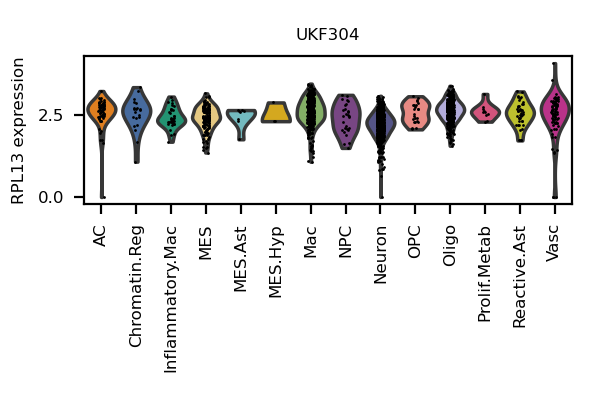 UKF304
RPL13 expression
2.5
0.0
AC
Chromatin.Reg
Inflammatory.Mac
MES
MES.Ast
MES.Hyp
Mac
NPC
Neuron
OPC
Oligo
Prolif.Metab
Reactive.Ast
Vasc